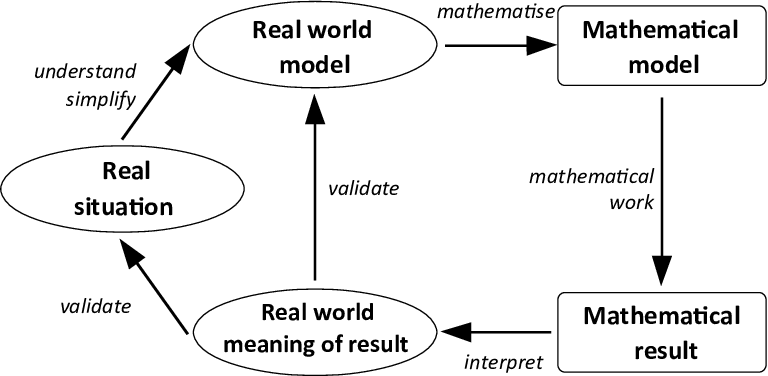 Real world
model
mathematise
Mathematical
model
understand
simplify
Real
situation
validate
mathematical
work
validate
Real world
meaning of result
interpret
Mathematical
result